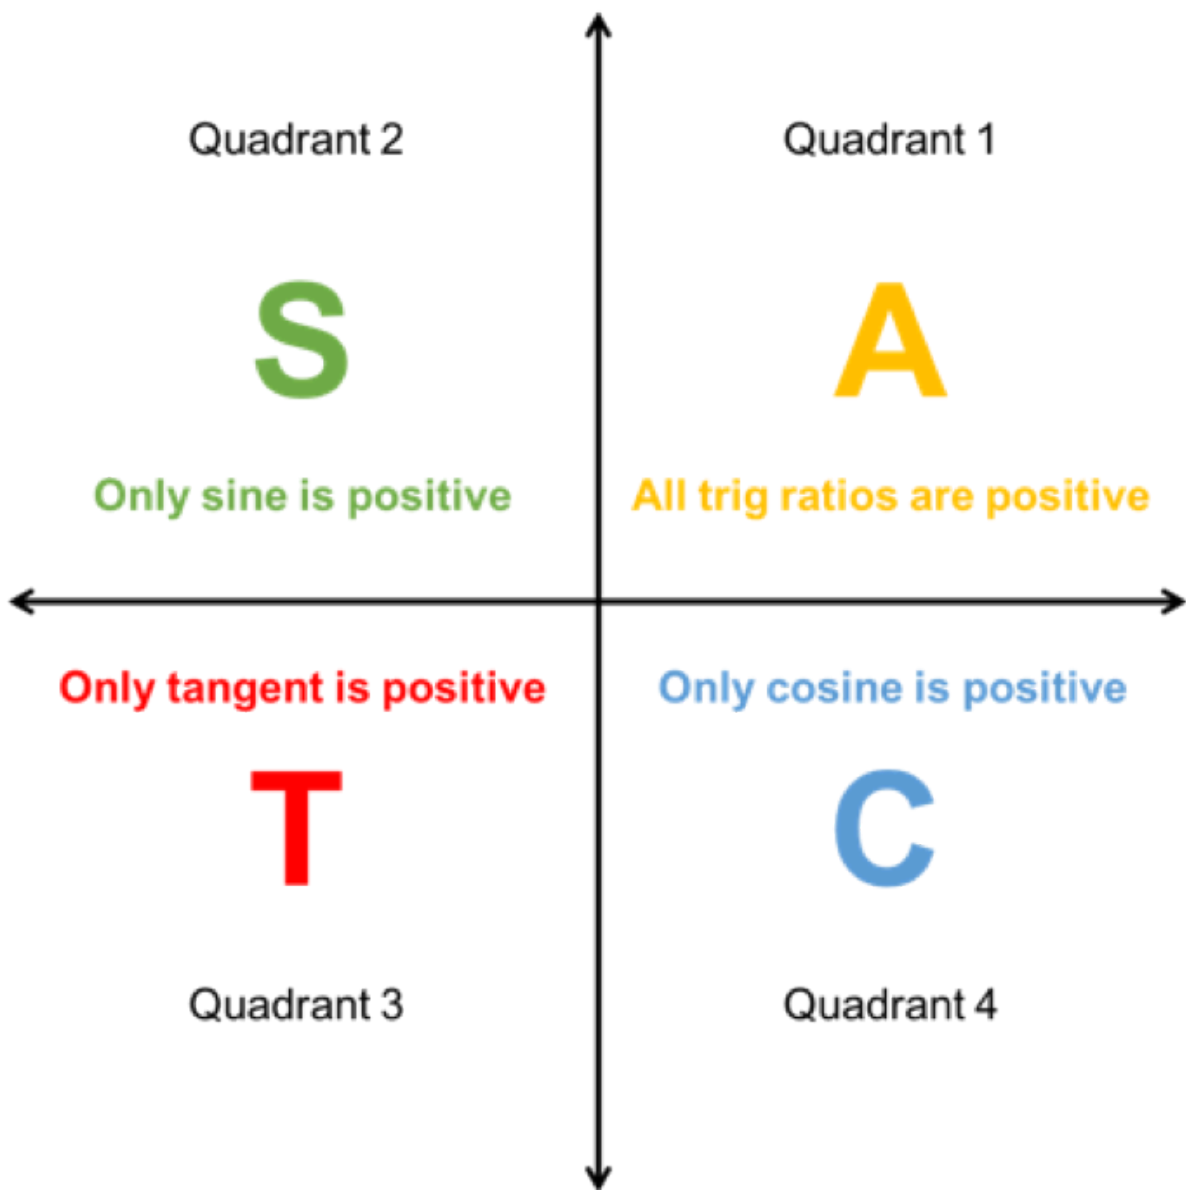 Quadrant 2
Quadrant 1
S
A
Only sine is positive
All trig ratios are positive
Only tangent is positive
Only cosine is positive
T
C
Quadrant 3
Quadrant 4